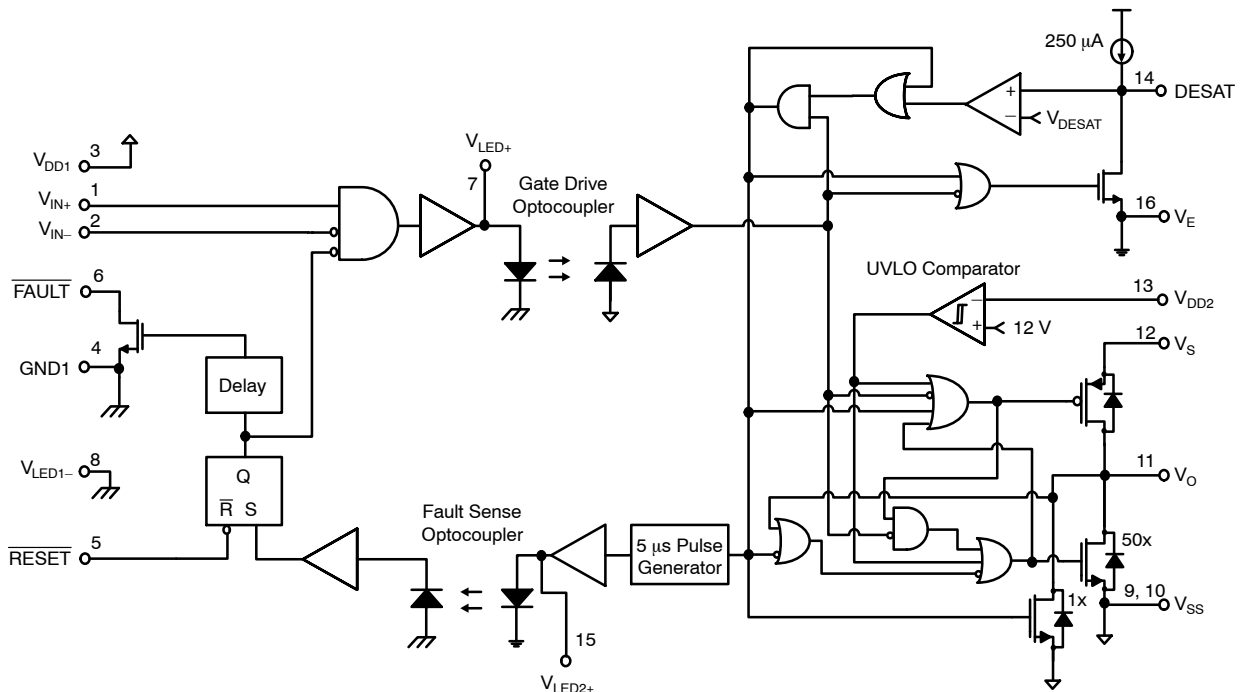 250 μA
14
DESAT
+
−
V_DESAT
V_LED+
7
Gate Drive
Optocoupler
3
V_DD1
1
V_IN+
2
V_IN−
16
V_E
6
F̅A̅U̅L̅T̅
UVLO Comparator
13
V_DD2
−
+
12 V
12
V_S
4
GND1
Delay
8
V_LED1−
Q
R̅ S
11
V_O
Fault Sense
Optocoupler
5
R̅E̅S̅E̅T̅
5 μs Pulse
Generator
50x
9, 10
V_SS
1x
15
V_LED2+